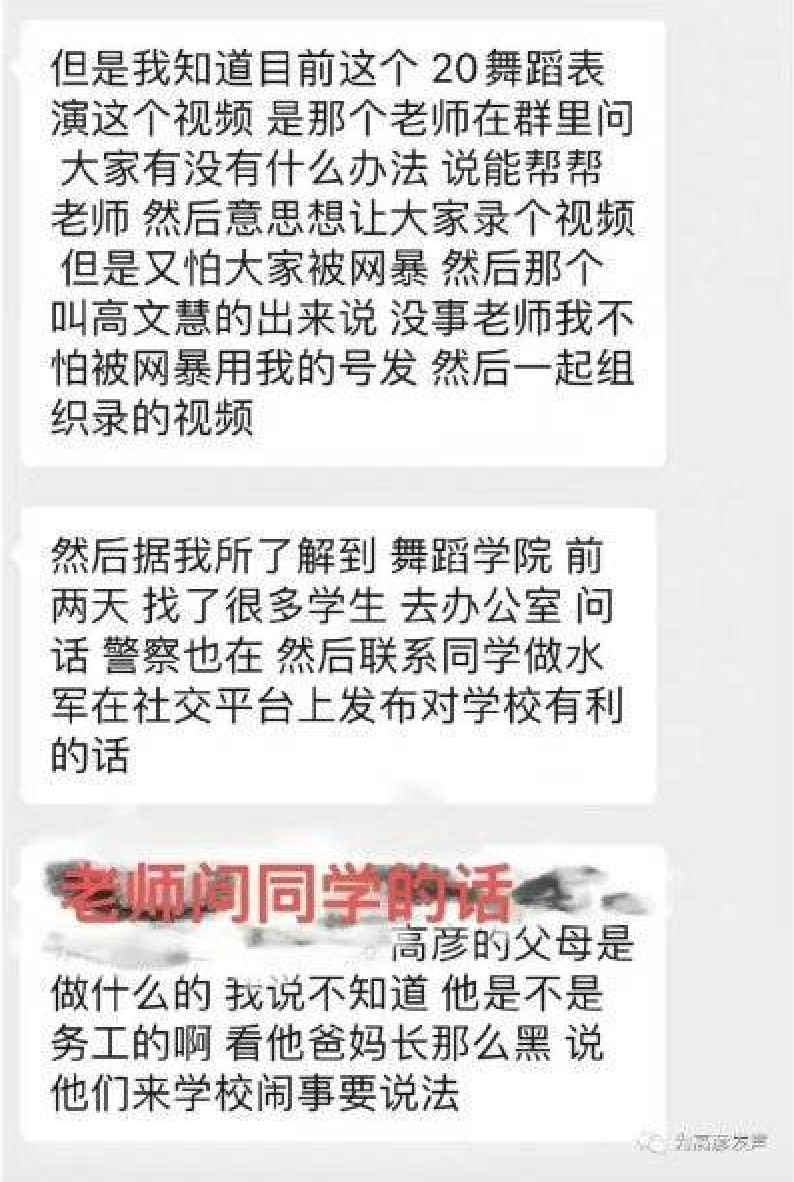 但是我知道目前这个 20舞蹈表
演这个视频 是那个老师在群里问
大家有没有什么办法 说能帮帮
老师 然后意思想让大家录个视频
但是又怕大家被网暴 然后那个
叫高文慧的出来说 没事老师我不
怕被网暴用我的号发 然后一起组
织录的视频
然后据我所了解到 舞蹈学院 前
两天 找了很多学生 去办公室 问
话 警察也在 然后联系同学做水
军在社交平台上发布对学校有利
的话
老师问同学的话
高彦的父母是
做什么的 我说不知道 他是不是
务工的啊 看他爸妈长那么黑 说
他们来学校闹事要说法
为高彦发声